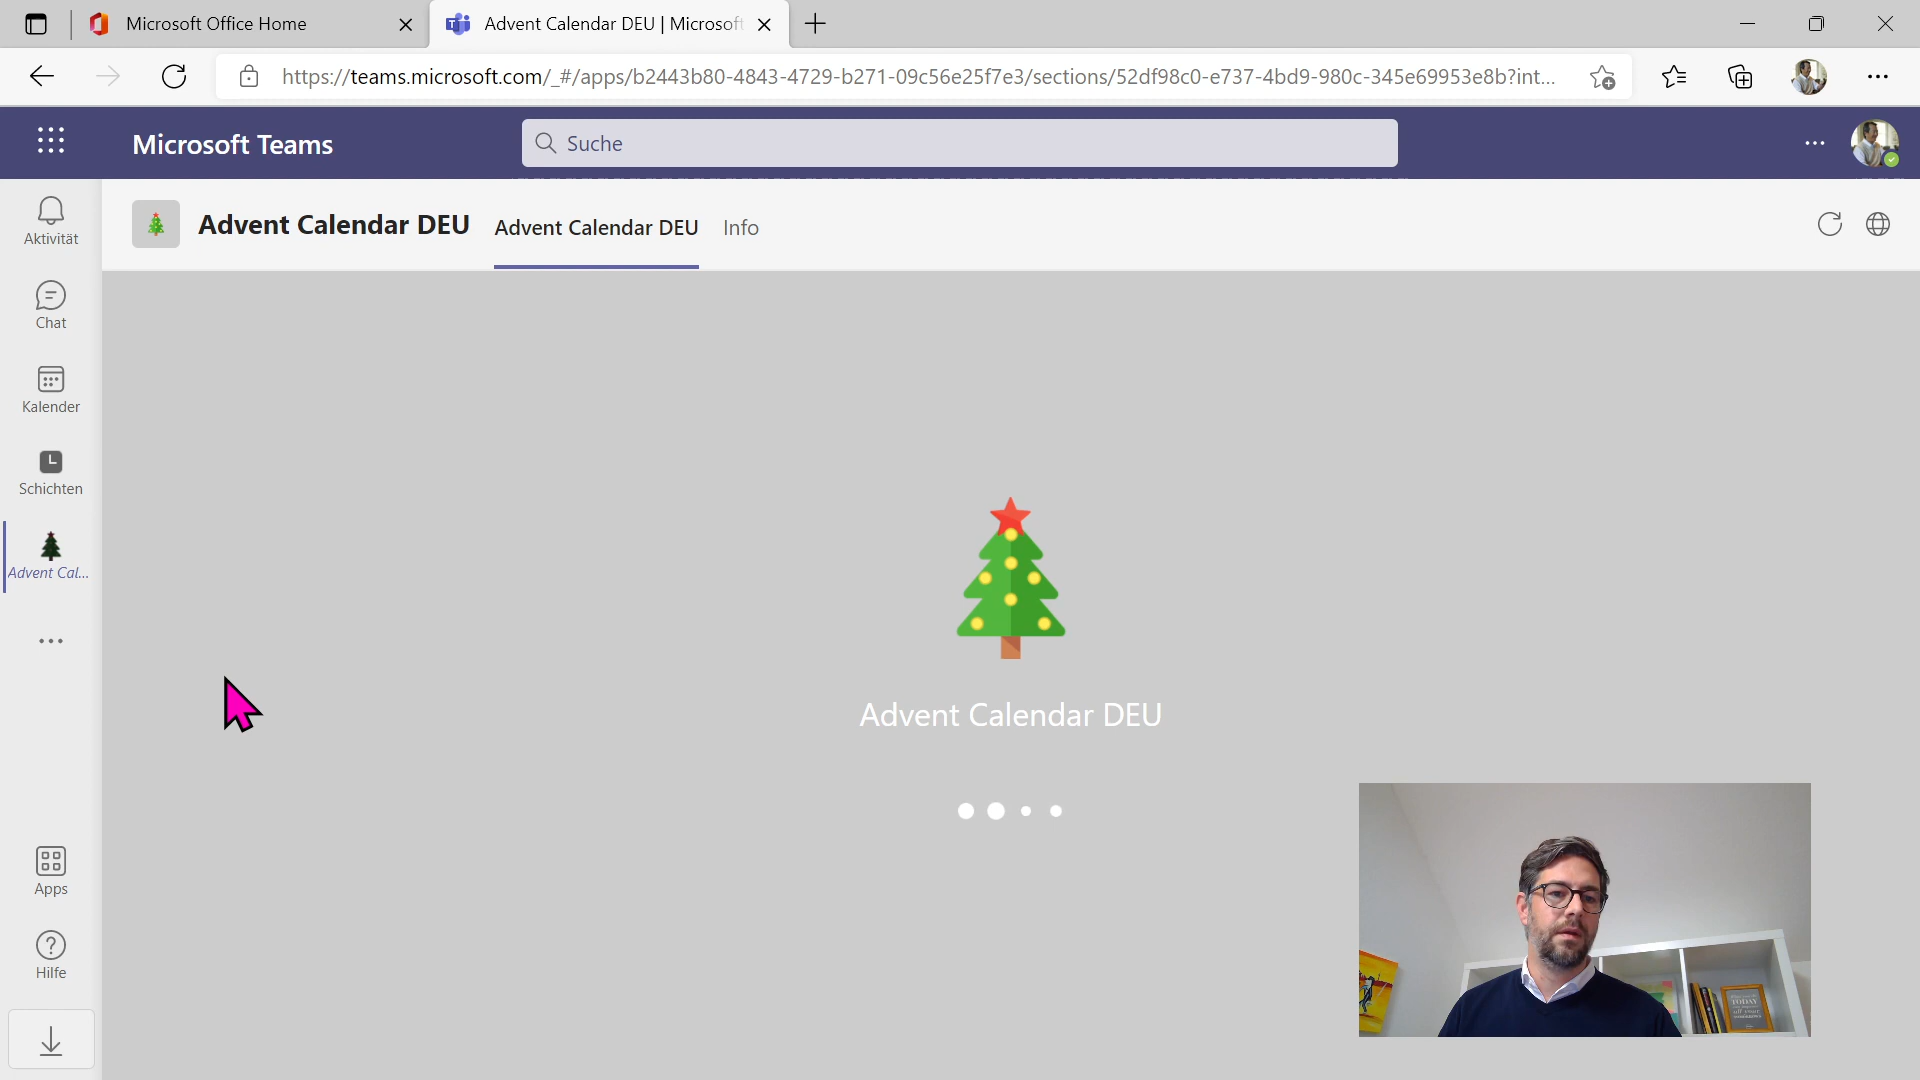 Microsoft Office Home
Advent Calendar DEU | Microsoft
https://teams.microsoft.com/_#/apps/b2443b80-4843-4729-b271-09c56e25f7e3/sections/52df98c0-e737-4bd9-980c-345e69953e8b?int...
Microsoft Teams
Suche
Advent Calendar DEU
Advent Calendar DEU
Info
Aktivität
Chat
Kalender
Schichten
Advent Cal...
Advent Calendar DEU
Apps
Hilfe
TODAY